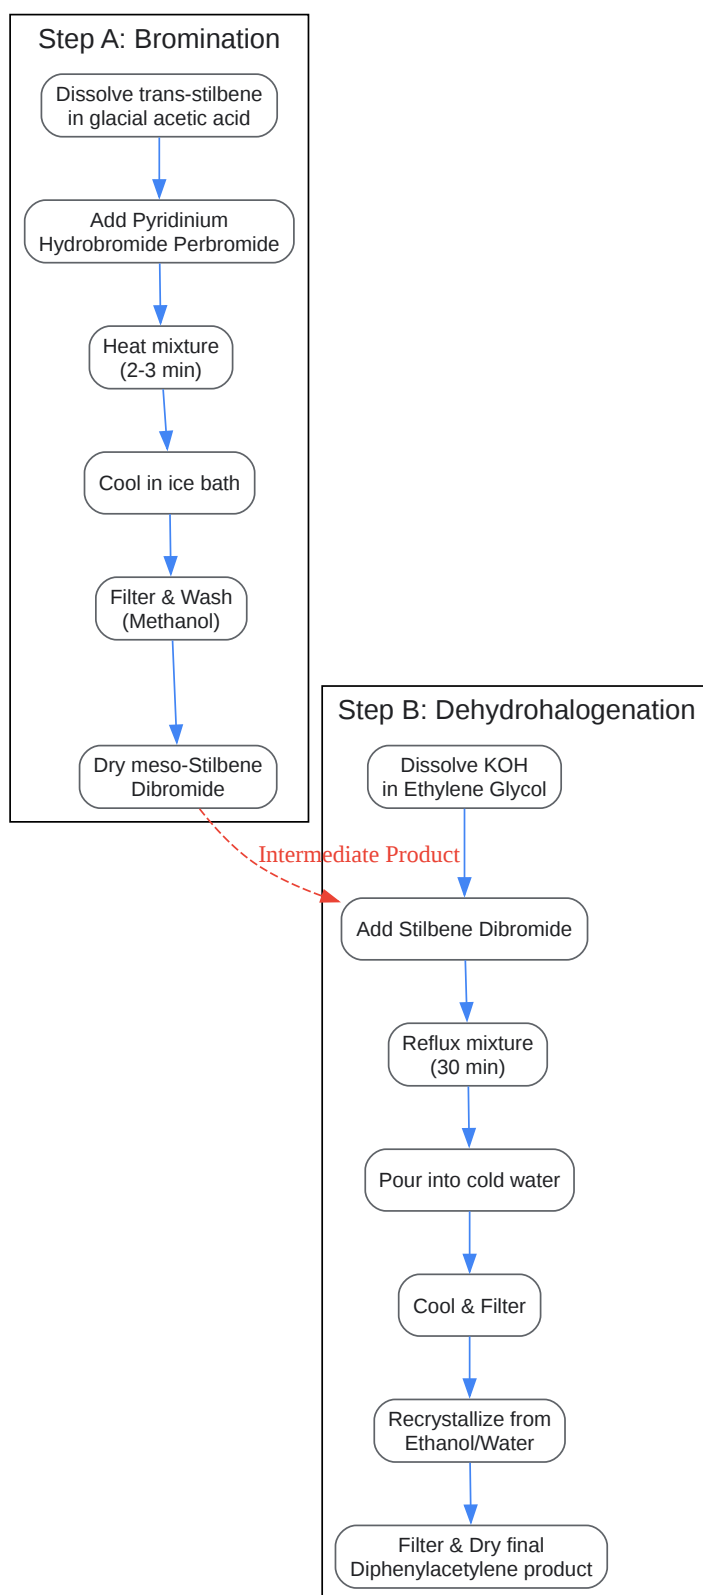 Step A: Bromination
Dissolve trans-stilbene
in glacial acetic acid
Add Pyridinium
Hydrobromide Perbromide
Heat mixture
(2-3 min)
Cool in ice bath
Filter & Wash
(Methanol)
Dry meso-Stilbene
Dibromide
Intermediate Product
Step B: Dehydrohalogenation
Dissolve KOH
in Ethylene Glycol
Add Stilbene Dibromide
Reflux mixture
(30 min)
Pour into cold water
Cool & Filter
Recrystallize from
Ethanol/Water
Filter & Dry final
Diphenylacetylene product